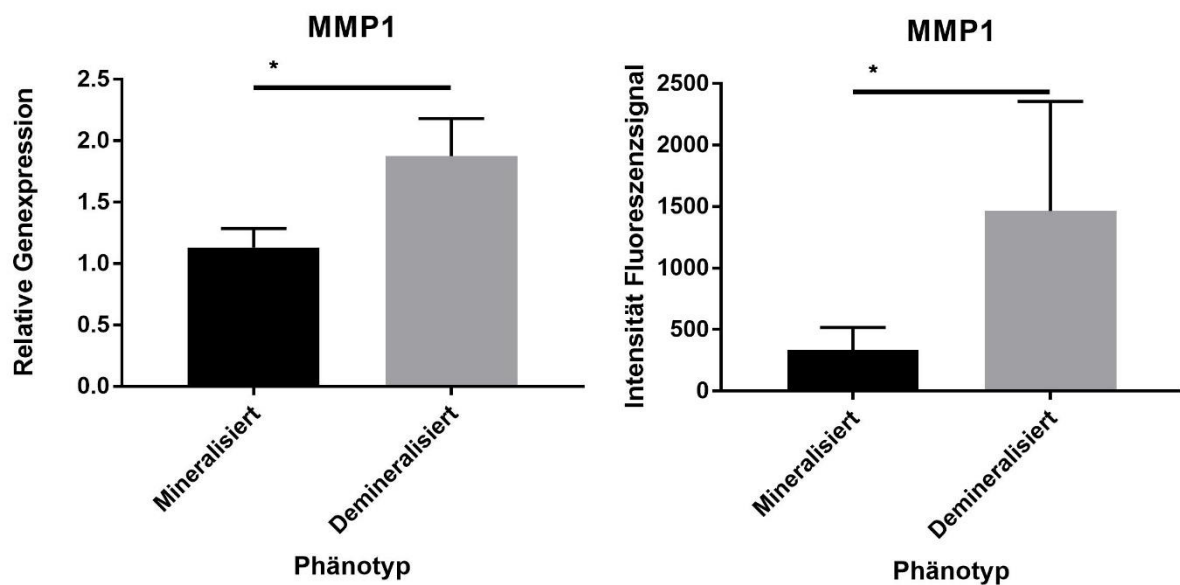 MMP1
*
Relative Genexpression
2.5
2.0
1.5
1.0
0.5
0.0
Mineralisiert
Demineralisiert
Phänotyp
MMP1
*
Intensität Fluoreszenzsignal
2500
2000
1500
1000
500
0
Mineralisiert
Demineralisiert
Phänotyp